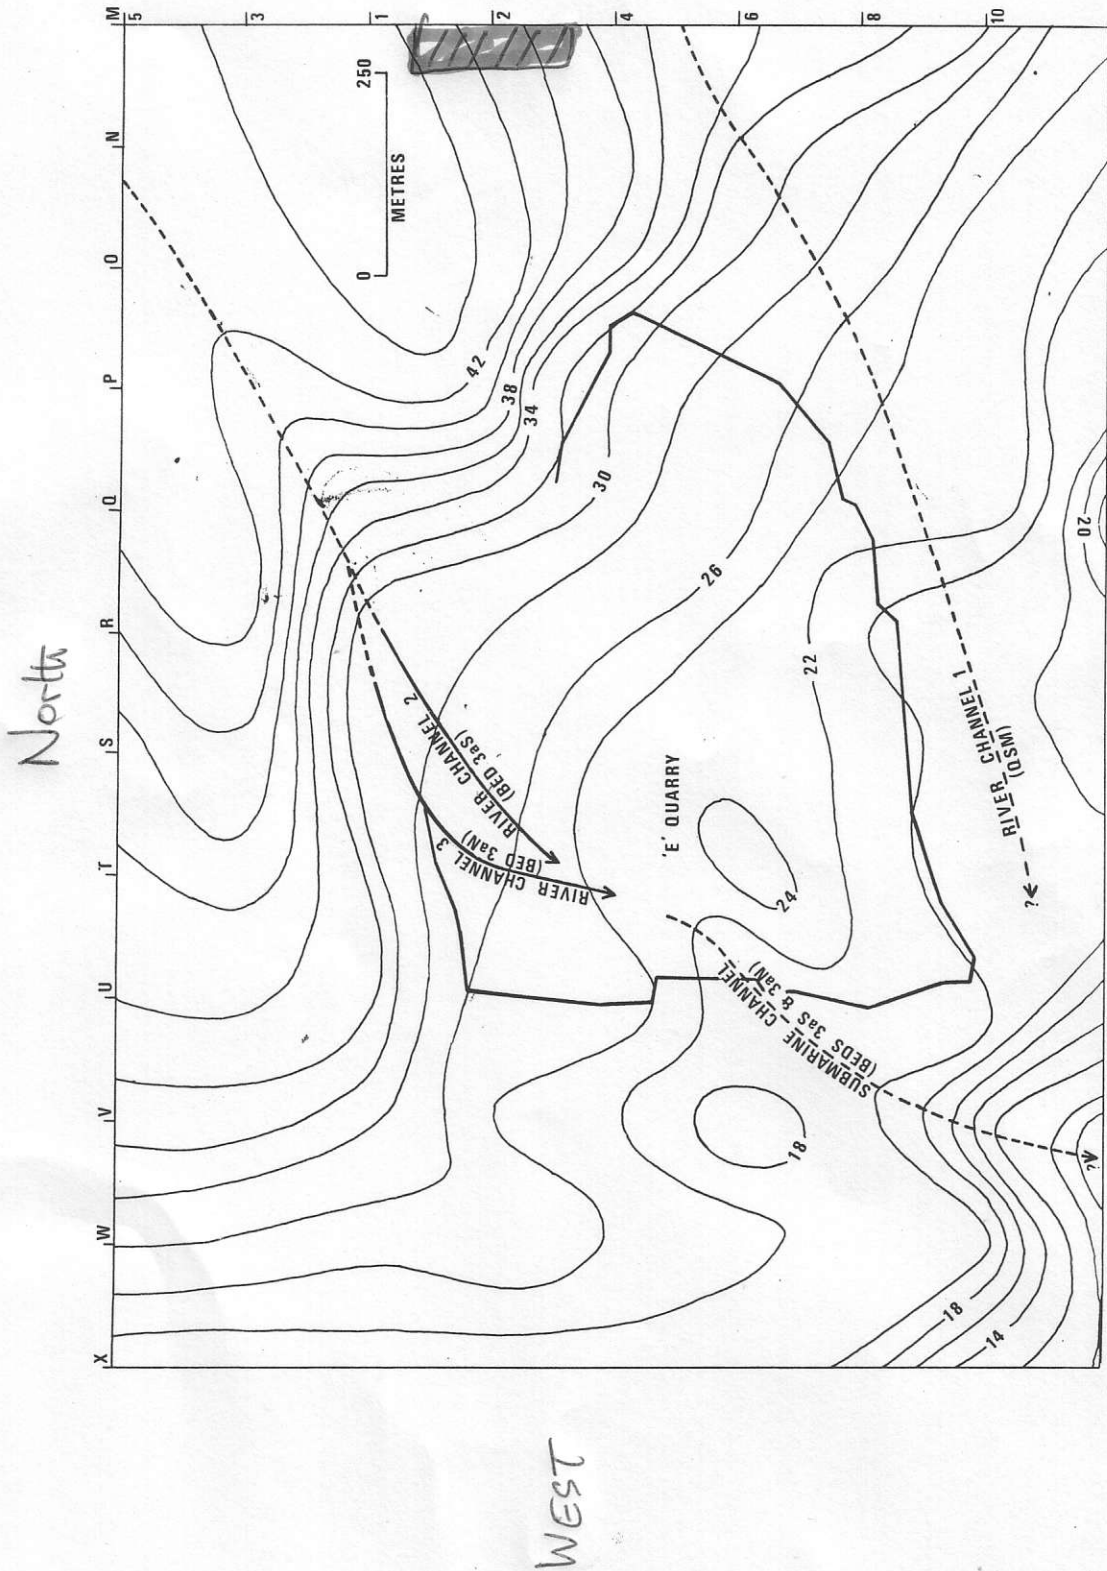 North
WEST
X W V U T S R Q P O N M
5
3
1
2
4
6
8
10
0 250
METRES
42
38
34
30
26
22
24
20
18
18
14
RIVER CHANNEL 2
(BED 3aS)
RIVER CHANNEL 3
(BED 3aN)
'E' QUARRY
SUBMARINE CHANNEL
(BEDS 3aS & 3aN)
?
RIVER CHANNEL 1
(QSM)
?